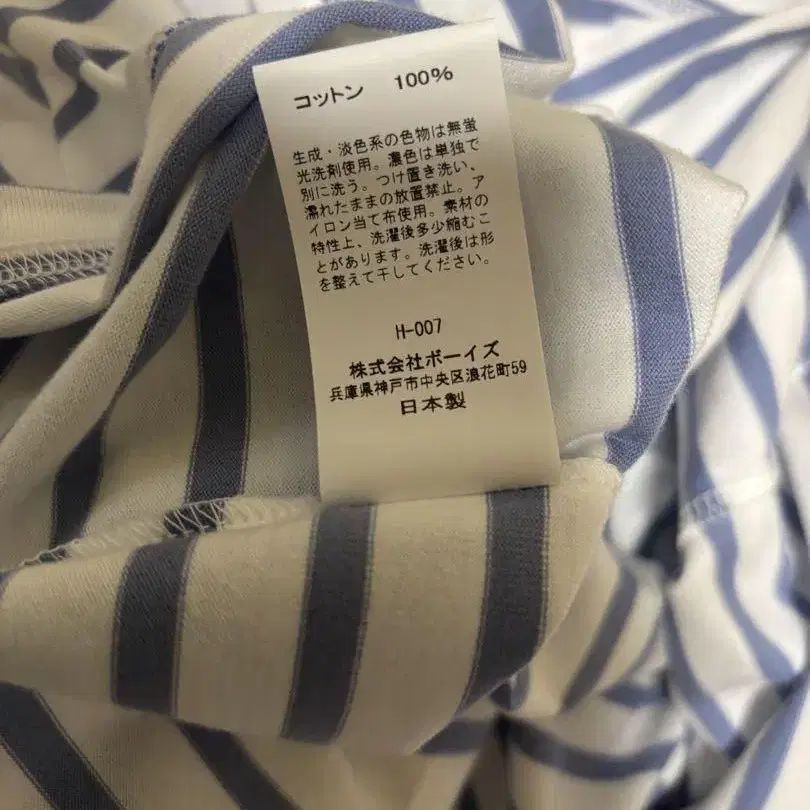 コットン 100%
生成・淡色系の色物は無蛍
光洗剤使用。濃色は単独で
別に洗う。つけ置き洗い、
濡れたままの放置禁止。ア
イロン当て布使用。素材の
特性上、洗濯後多少縮むこ
とがあります。洗濯後は形
を整えて干してください。
H-007
株式会社ボーイズ
兵庫県神戸市中央区浪花町59
日本製